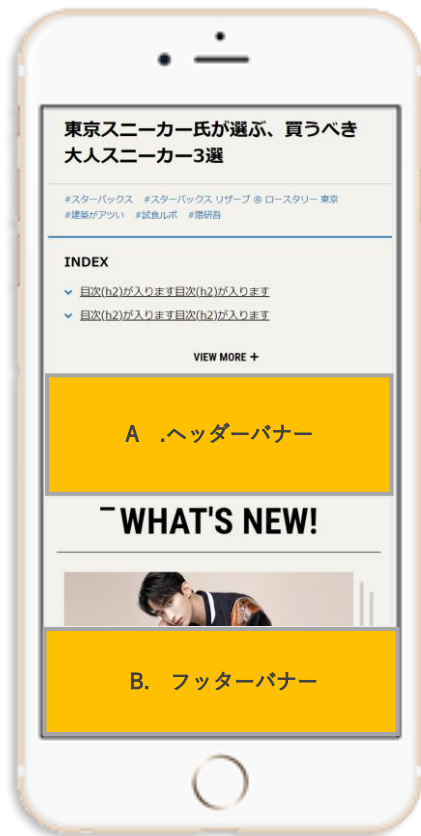 東京スニーカー氏が選ぶ、買うべき
大人スニーカー3選
#スターバックス #スターバックス リザーブ ® ロースタリー 東京
#建築がアツい #試食ルポ #隈研吾
INDEX
目次(h2)が入ります目次(h2)が入ります
目次(h2)が入ります目次(h2)が入ります
VIEW MORE +
A .ヘッダーバナー
WHAT'S NEW!
B. フッターバナー